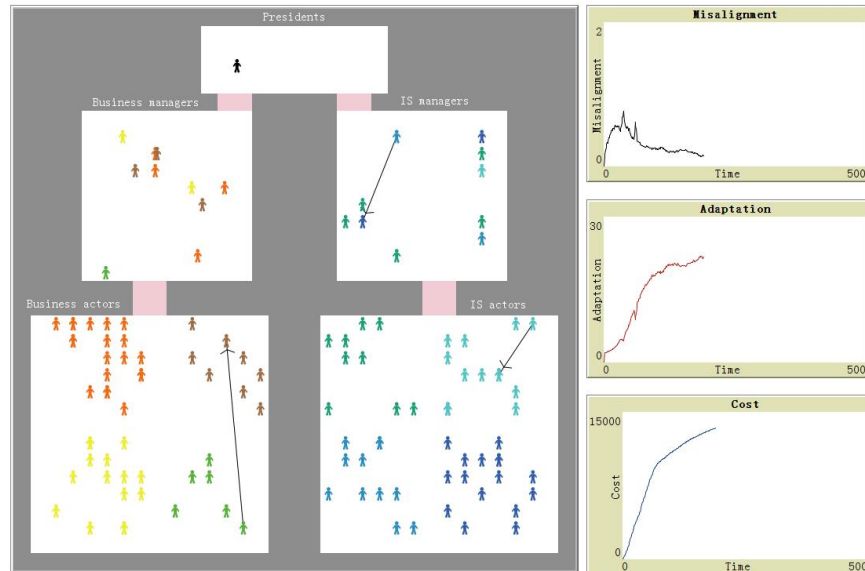 Presidents
Business managers
IS managers
Business actors
IS actors
Misalignment
2
Misalignment
0
0
Time
500
Adaptation
30
Adaptation
0
0
Time
500
Cost
15000
Cost
0
0
Time
500